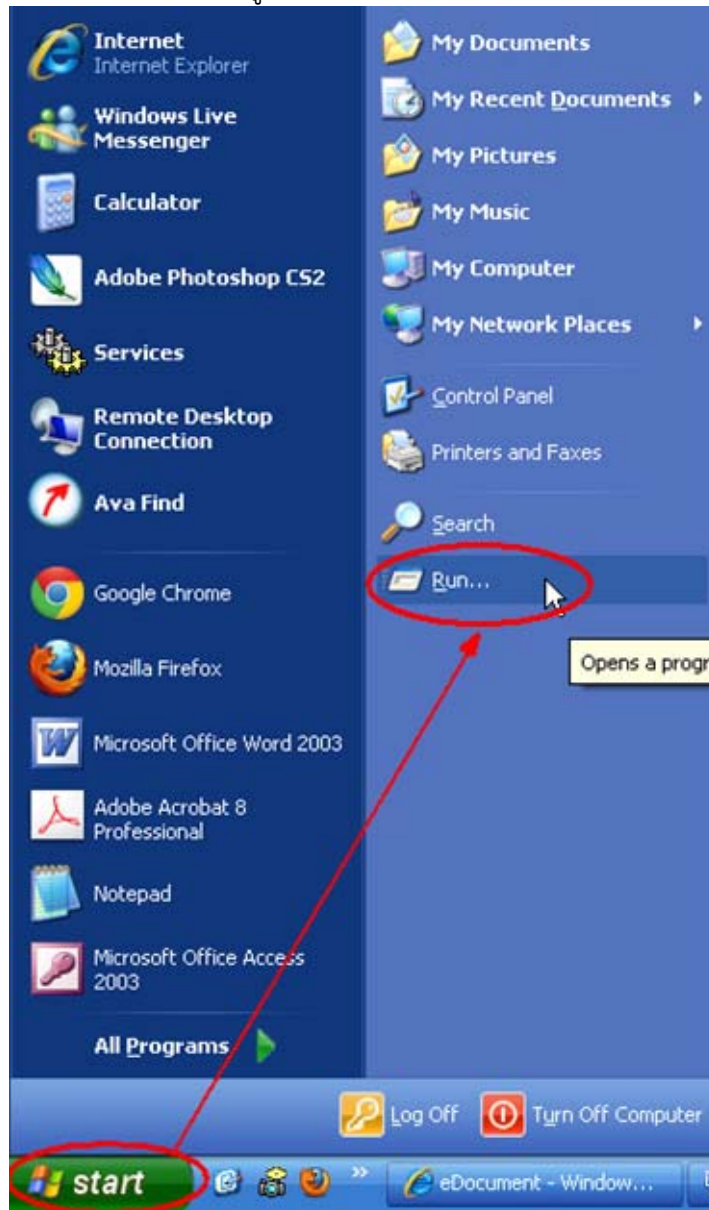 Internet
Internet Explorer
Windows Live
Messenger
Calculator
Adobe Photoshop CS2
Services
Remote Desktop
Connection
Ava Find
Google Chrome
Mozilla Firefox
Microsoft Office Word 2003
Adobe Acrobat 8
Professional
Notepad
Microsoft Office Access
2003
All Programs
My Documents
My Recent Documents
My Pictures
My Music
My Computer
My Network Places
Control Panel
Printers and Faxes
Search
Run...
Opens a progr
Log Off
Turn Off Computer
start
eDocument - Window...